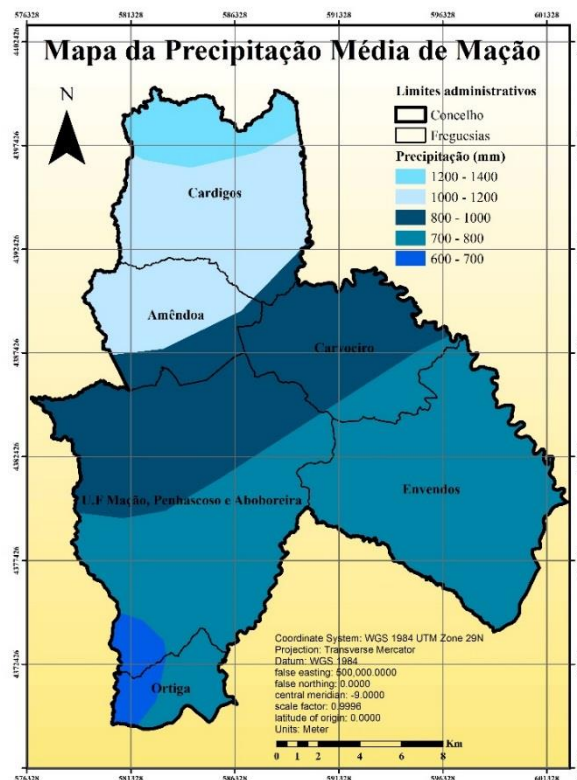 576328 581328 586328 591328 596328 601328
Mapa da Precipitação Média de Mação
4402426
N
Limites administrativos
Concelho
Freguesias
Precipitação (mm)
1200 - 1400
1000 - 1200
800 - 1000
700 - 800
600 - 700
4397426
Cardigos
4392426
Amêndoa
4387426
Carvoeiro
4382426
Envendos
U.F Mação, Penhascoso e Aboboreira
4377426
4372426
Ortiga
Coordinate System: WGS 1984 UTM Zone 29N
Projection: Transverse Mercator
Datum: WGS 1984
false easting: 500,000.0000
false northing: 0.0000
central meridian: -9.0000
scale factor: 0.9996
latitude of origin: 0.0000
Units: Meter
Km
0 1 2 4 6 8
576328 581328 586328 591328 596328 601328